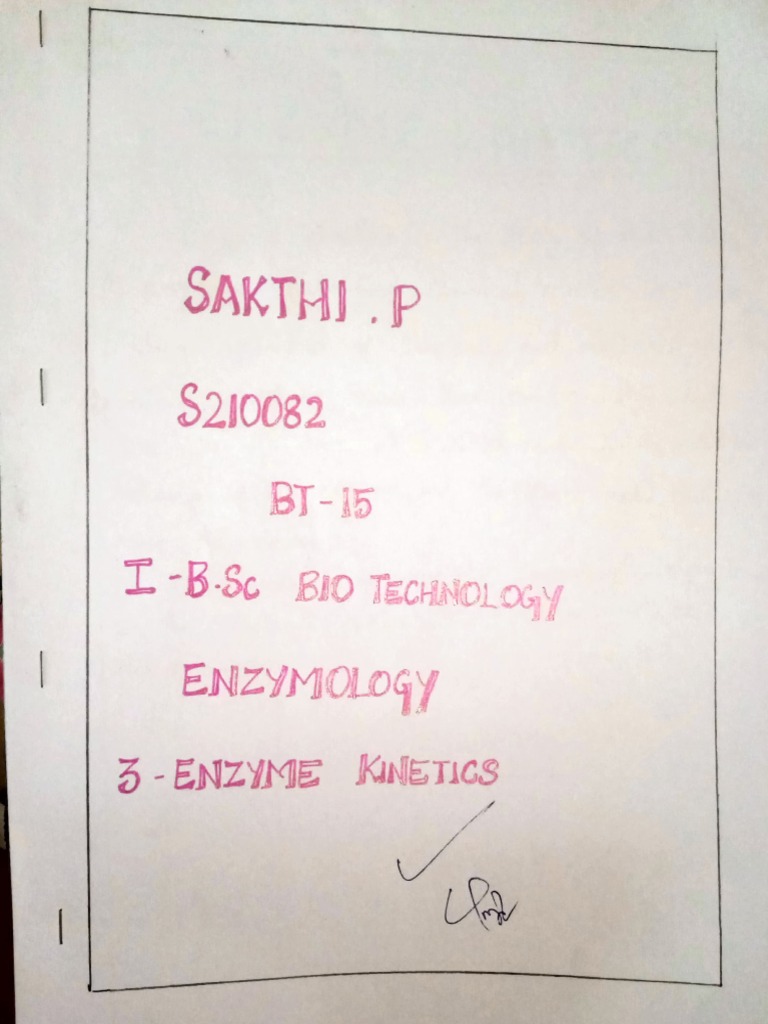 SAKTHI . P
S210082
BT-15
I -B.Sc BIO TECHNOLOGY
ENZYMOLOGY
3 - ENZYME KINETICS